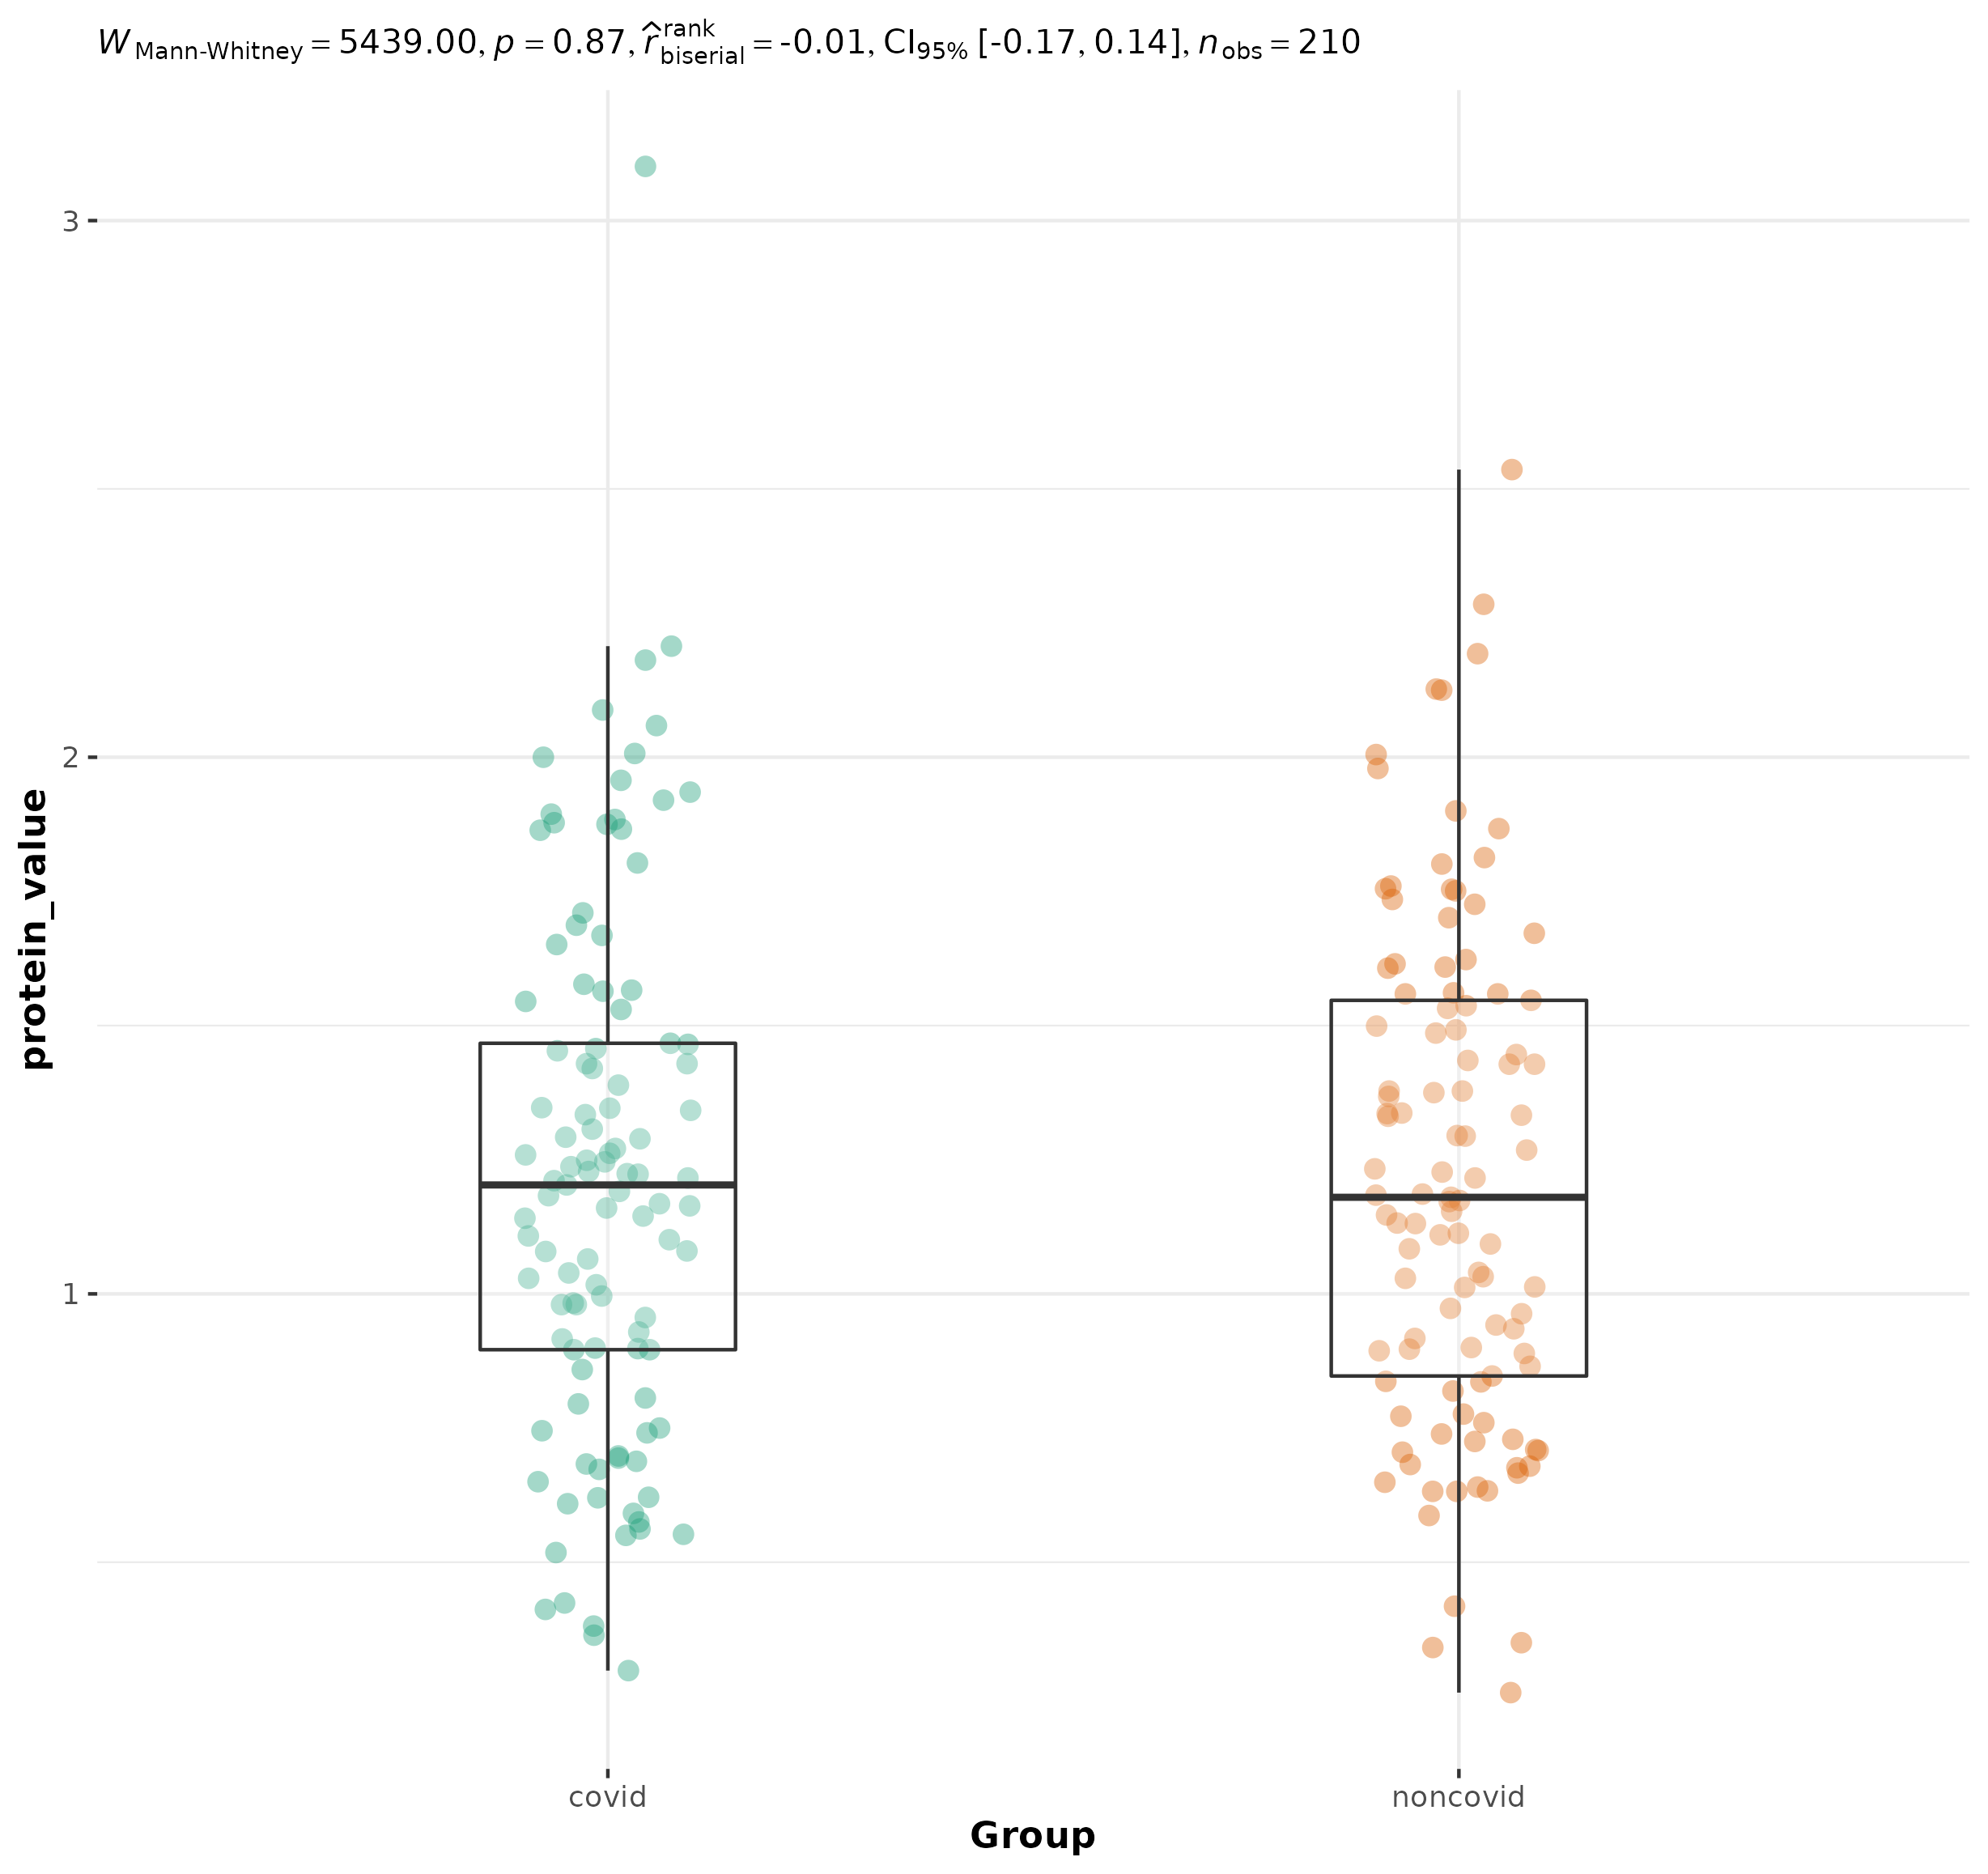 W Mann-Whitney = 5439.00, p = 0.87, r̂ rank biserial = -0.01, CI95% [-0.17, 0.14], nobs = 210
3
2
1
protein_value
covid noncovid
Group